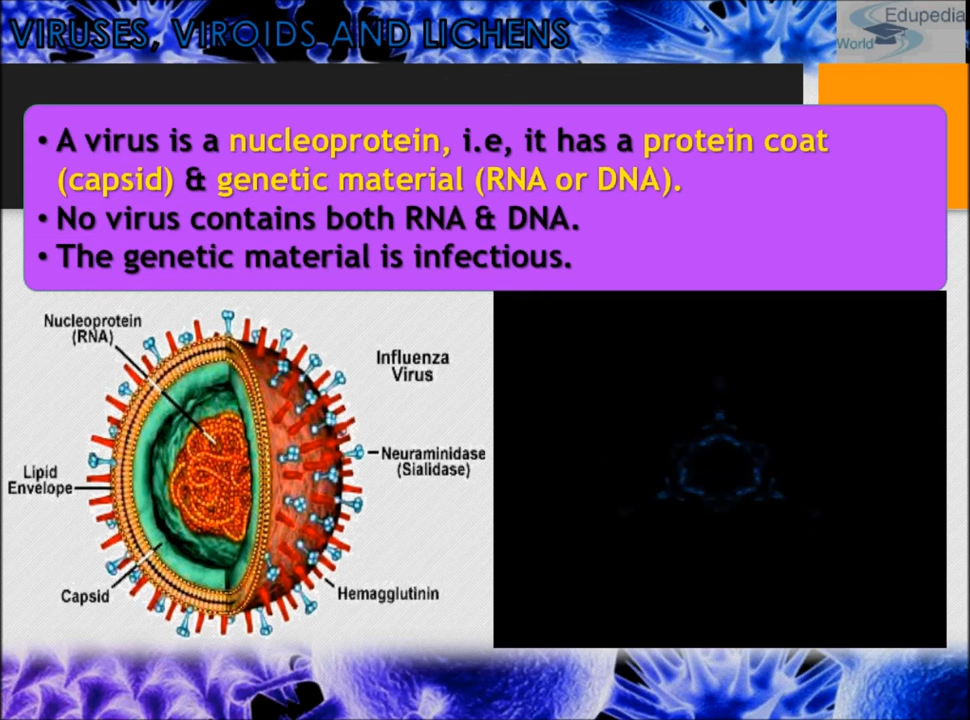 VIRUSES, VIROIDS AND LICHENS
Edupedia
World
• A virus is a nucleoprotein, i.e, it has a protein coat
(capsid) & genetic material (RNA or DNA).
• No virus contains both RNA & DNA.
• The genetic material is infectious.
Nucleoprotein
(RNA)
Influenza
Virus
Neuraminidase
(Sialidase)
Lipid
Envelope
Capsid
Hemagglutinin